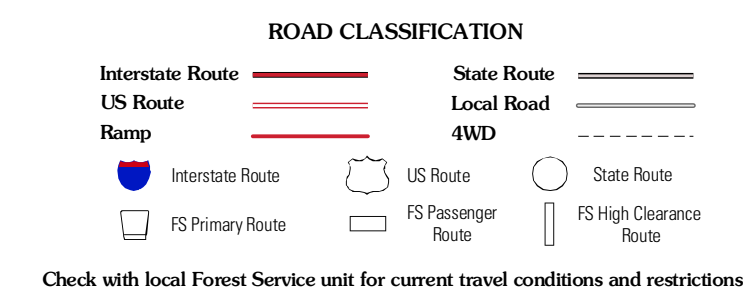 ROAD CLASSIFICATION
Interstate Route
State Route
US Route
Local Road
Ramp
4WD
Interstate Route
US Route
State Route
FS Primary Route
FS Passenger
Route
FS High Clearance
Route
Check with local Forest Service unit for current travel conditions and restrictions